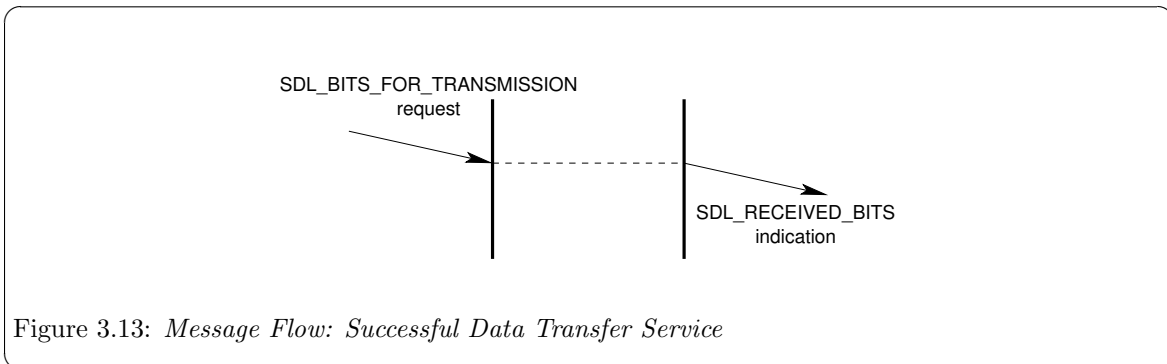 SDL_BITS_FOR_TRANSMISSION
request
SDL_RECEIVED_BITS
indication
Figure 3.13: Message Flow: Successful Data Transfer Service